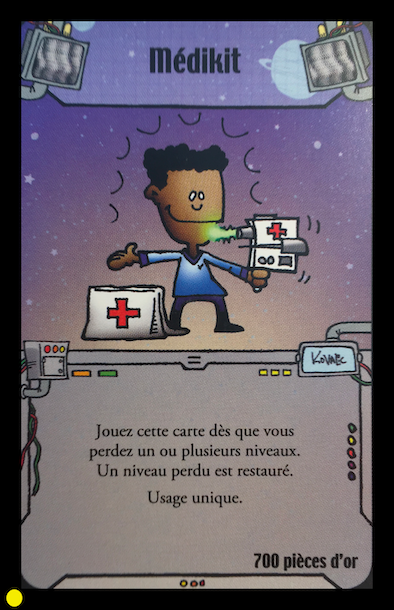 Médikit
KOVALIC
Jouez cette carte dès que vous
perdez un ou plusieurs niveaux.
Un niveau perdu est restauré.
Usage unique.
700 pièces d'or